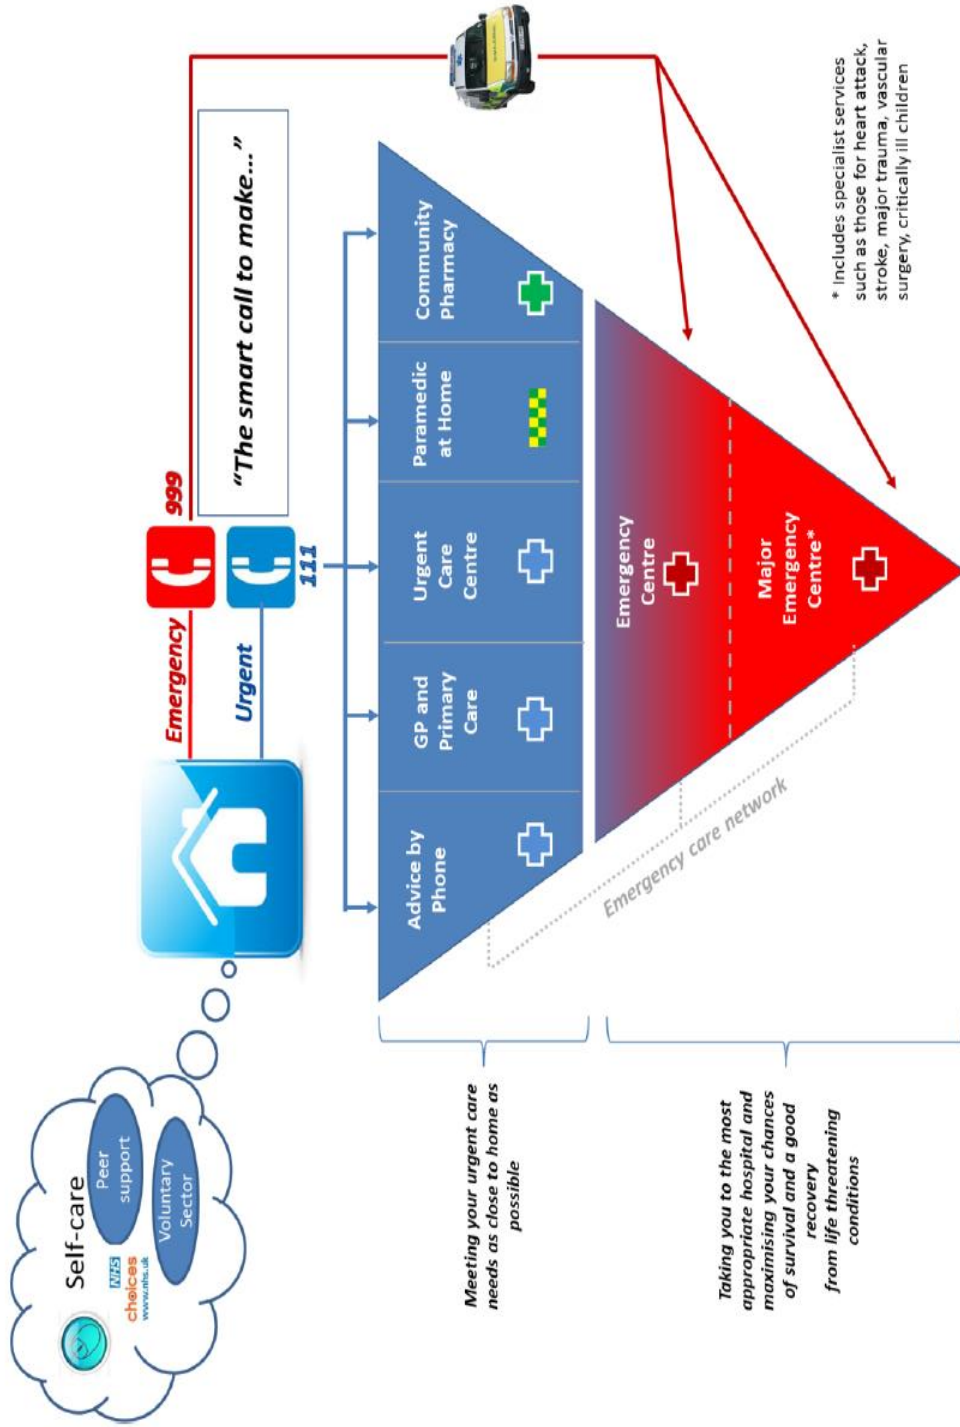 Self-care
NHS
choices
www.nhs.uk
Peer
support
Voluntary
Sector
Emergency
999
Urgent
111
"The smart call to make..."
Advice by
Phone
GP and
Primary
Care
Urgent
Care
Centre
Paramedic
at Home
Community
Pharmacy
Emergency
Centre
Major
Emergency
Centre*
Emergency care network
Meeting your urgent care
needs as close to home as
possible
Taking you to the most
appropriate hospital and
maximising your chances
of survival and a good
recovery
from life threatening
conditions
* Includes specialist services
such as those for heart attack,
stroke, major trauma, vascular
surgery, critically ill children